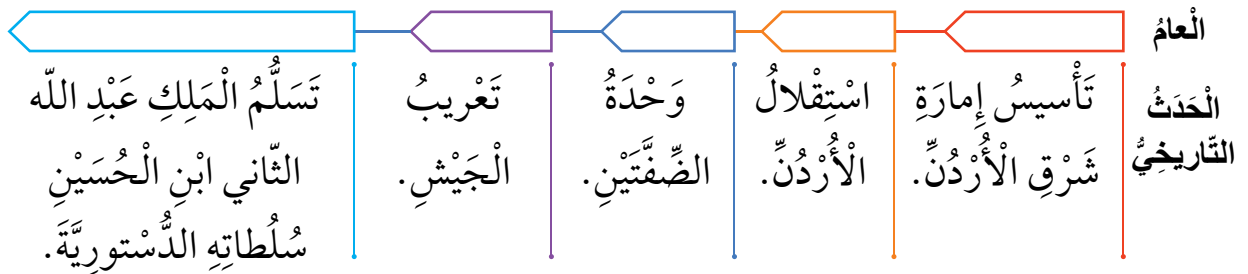 الْعامُ
الْحَدَثُ
التّاريخِيُّ
تَأْسيسُ إِمارَةِ
شَرْقِ الْأُرْدُنِّ.
اسْتِقْلالُ
الْأُرْدُنِّ.
وَحْدَةُ
الضِّفَّتَيْنِ.
تَعْريبُ
الْجَيْشِ.
تَسَلُّمُ الْمَلِكِ عَبْدِ اللّه
الثّاني ابْنِ الْحُسَيْنِ
سُلُطاتِهِ الدُّسْتورِيَّةَ.